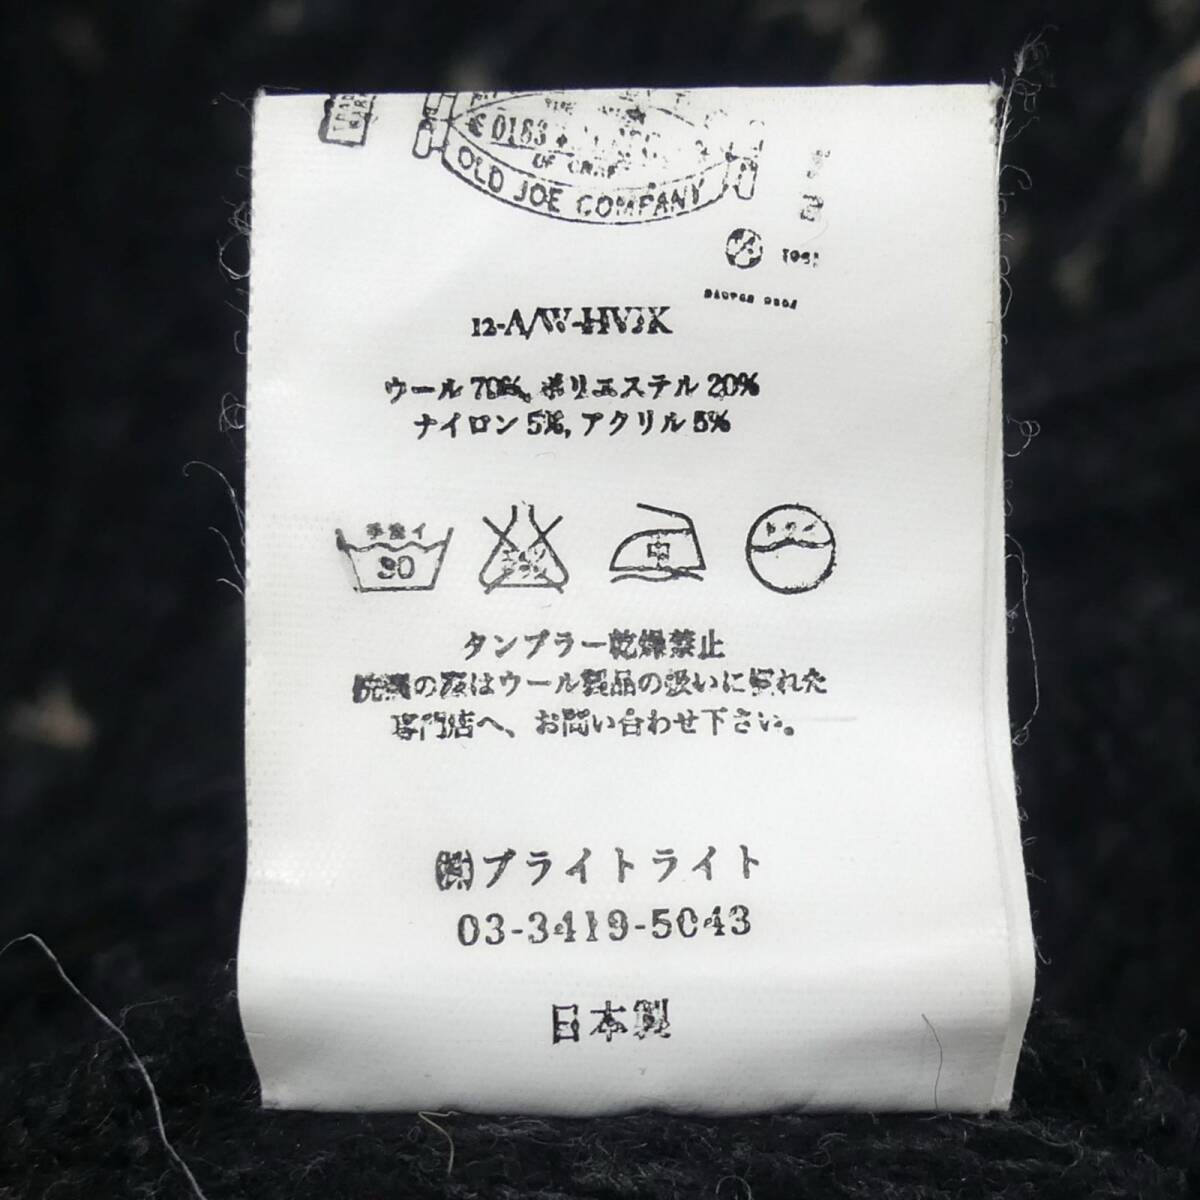 0163
OLD JOE COMPANY
12-A/W-HVJK
ウール 70%, ポリエステル 20%
ナイロン 5%, アクリル 5%
手洗イ
30
中
ドライ
タンブラー乾燥禁止
洗濯の際はウール製品の扱いに慣れた
専門店へ、お問い合わせ下さい。
㈱ブライトライト
03-3419-5043
日本製